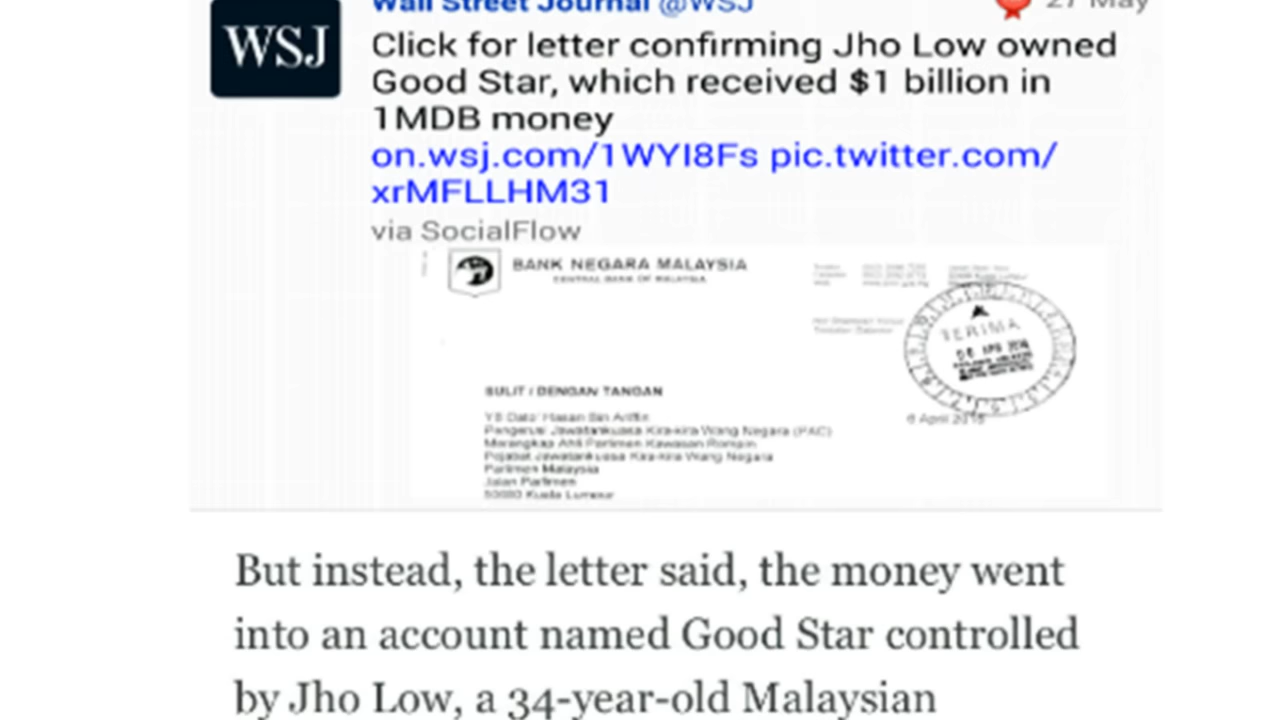 Wall Street Journal @WSJ
27 May
WSJ
Click for letter confirming Jho Low owned
Good Star, which received $1 billion in
1MDB money
on.wsj.com/1WYI8Fs pic.twitter.com/
xrMFLLHM31
via SocialFlow
BANK NEGARA MALAYSIA
CENTRAL BANK OF MALAYSIA
TERIMA
06 APR 2016
SULIT / DENGAN TANGAN
6 April 2016
YB Dato' Hasan Bin Ariffin
Pengerusi Jawatankuasa Kira-kira Wang Negara (PAC)
Merangkap Ahli Parlimen Kawasan Rompin
Pejabat Jawatankuasa Kira-kira Wang Negara
Parlimen Malaysia
Jalan Parlimen
50680 Kuala Lumpur
But instead, the letter said, the money went
into an account named Good Star controlled
by Jho Low, a 34-year-old Malaysian